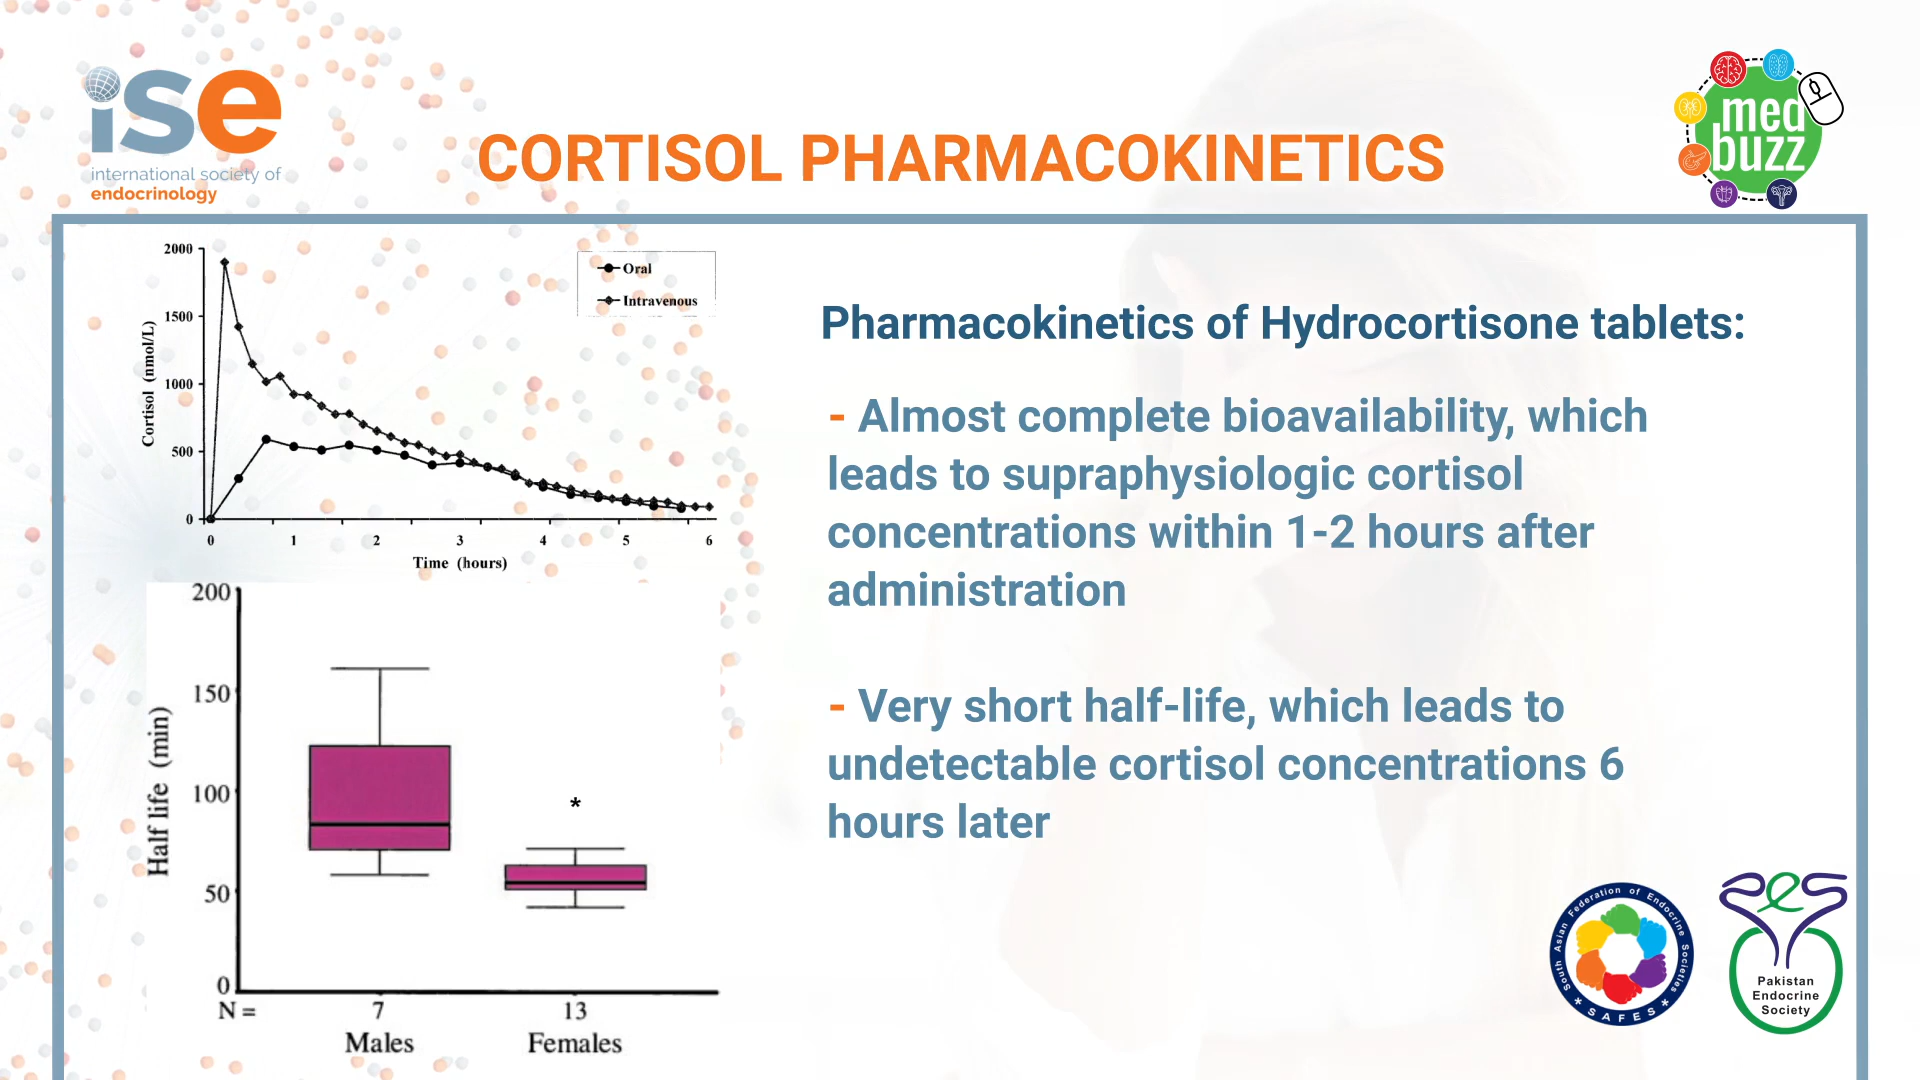 ise
international society of
endocrinology
CORTISOL PHARMACOKINETICS
med
buzz
2000
1500
1000
500
0
Cortisol (nmol/L)
Oral
Intravenous
0 1 2 3 4 5 6
Time (hours)
200
150
100
50
0
Half life (min)
*
N = 7 13
Males Females
Pharmacokinetics of Hydrocortisone tablets:
- Almost complete bioavailability, which
leads to supraphysiologic cortisol
concentrations within 1-2 hours after
administration
- Very short half-life, which leads to
undetectable cortisol concentrations 6
hours later
South Asian Federation of Endocrine Societies
* SAFES *
PES
Pakistan
Endocrine
Society